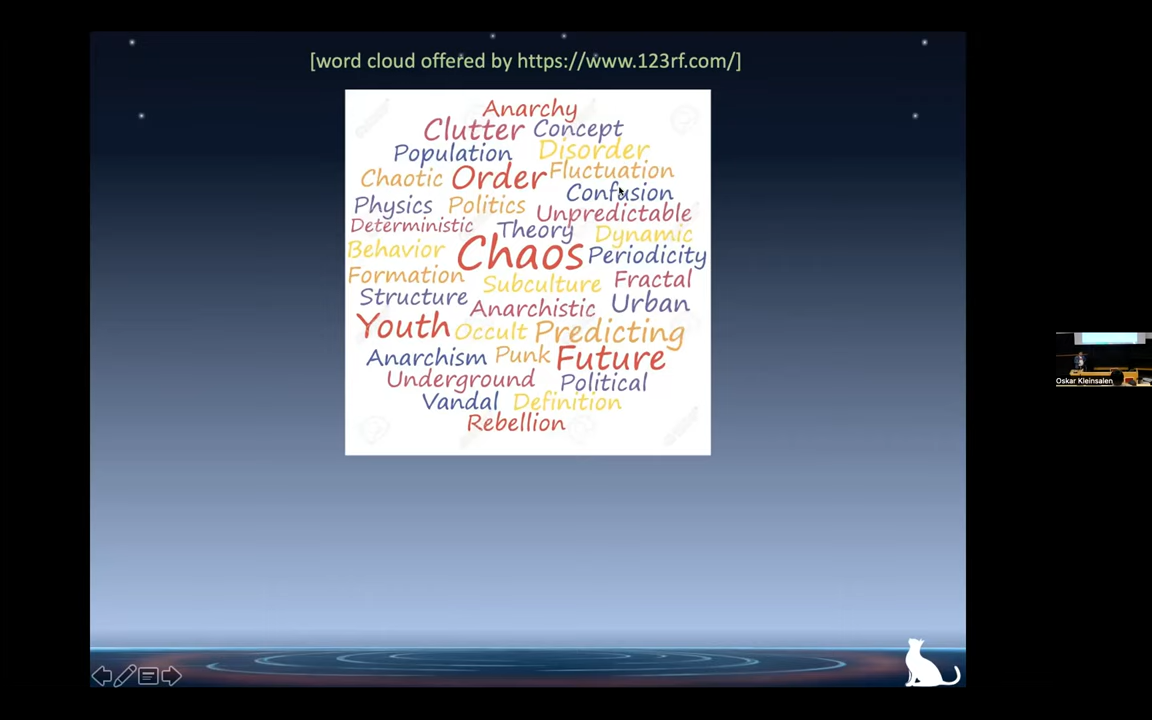 [word cloud offered by https://www.123rf.com/]
Anarchy
Clutter Concept
Population Disorder
Chaotic Order Fluctuation
Confusion
Physics Politics Unpredictable
Deterministic Theory Dynamic
Behavior Chaos Periodicity
Formation Subculture Fractal
Structure Anarchistic Urban
Youth Occult Predicting
Anarchism Punk Future
Underground Political
Vandal Definition
Rebellion
Oskar Kleinsalen